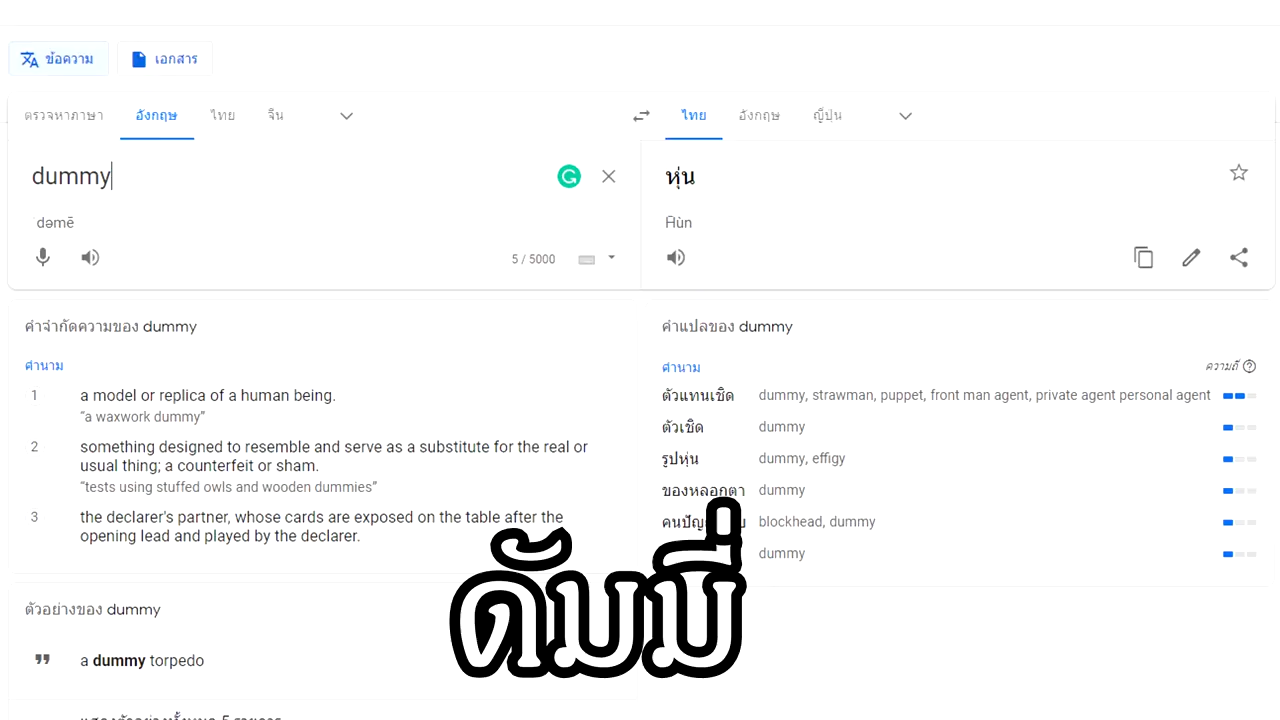 ข้อความ เอกสาร
ตรวจหาภาษา อังกฤษ ไทย จีน ไทย อังกฤษ ญี่ปุ่น
dummy
dəmē
5 / 5000
หุ่น
H̄ùn
คำจำกัดความของ dummy
คำนาม
1 a model or replica of a human being.
“a waxwork dummy”
2 something designed to resemble and serve as a substitute for the real or
usual thing; a counterfeit or sham.
“tests using stuffed owls and wooden dummies”
3 the declarer's partner, whose cards are exposed on the table after the
opening lead and played by the declarer.
คำแปลของ dummy
คำนาม ความถี่
ตัวแทนเชิด dummy, strawman, puppet, front man agent, private agent personal agent
ตัวเชิด dummy
รูปหุ่น dummy, effigy
ของหลอกตา dummy
blockhead, dummy
dummy
ตัวอย่างของ dummy
a dummy torpedo
ดัมมี่